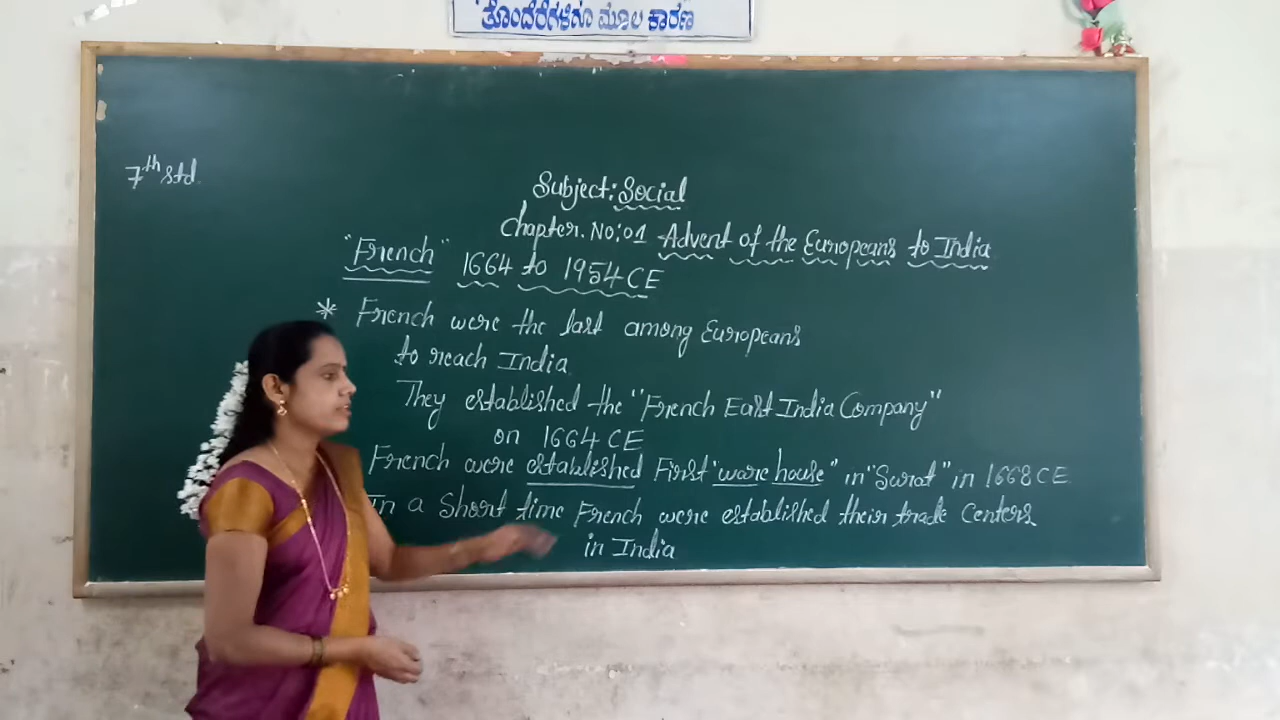 ತೊಂದರೆಗಳಿಗೂ ಮೂಲ ಕಾರಣ
7th std.
Subject: Social
Chapter. No: 01 Advent of the Europeans to India
"French" 1664 to 1954 CE
* French were the last among Europeans
to reach India.
They established the "French East India Company"
on 1664 CE
French were established First "ware house" in "Surat" in 1668 CE
In a short time French were established their trade Centers
in India